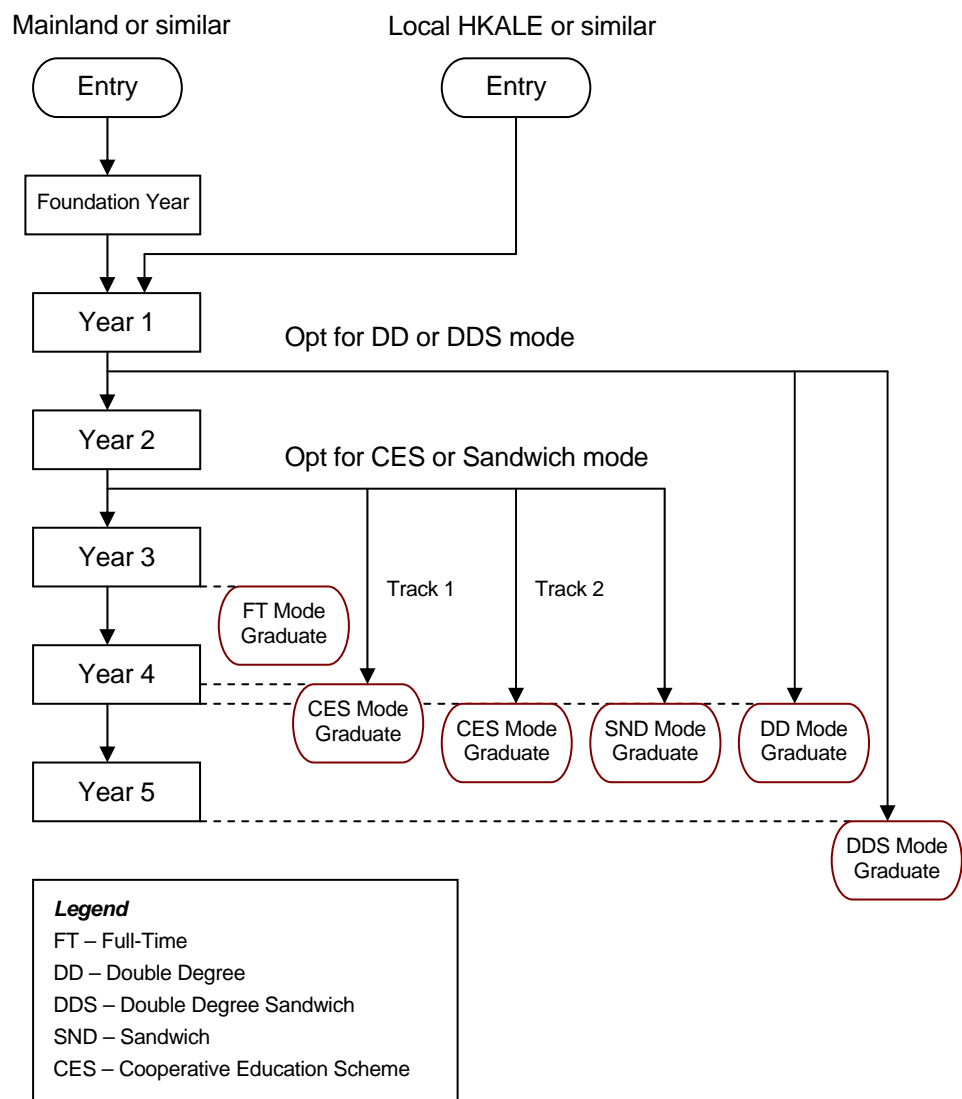 Mainland or similar
Local HKALE or similar
Entry
Entry
Foundation Year
Year 1
Opt for DD or DDS mode
Year 2
Opt for CES or Sandwich mode
Year 3
Track 1
Track 2
FT Mode
Graduate
Year 4
CES Mode
Graduate
CES Mode
Graduate
SND Mode
Graduate
DD Mode
Graduate
Year 5
DDS Mode
Graduate
Legend
FT – Full-Time
DD – Double Degree
DDS – Double Degree Sandwich
SND – Sandwich
CES – Cooperative Education Scheme